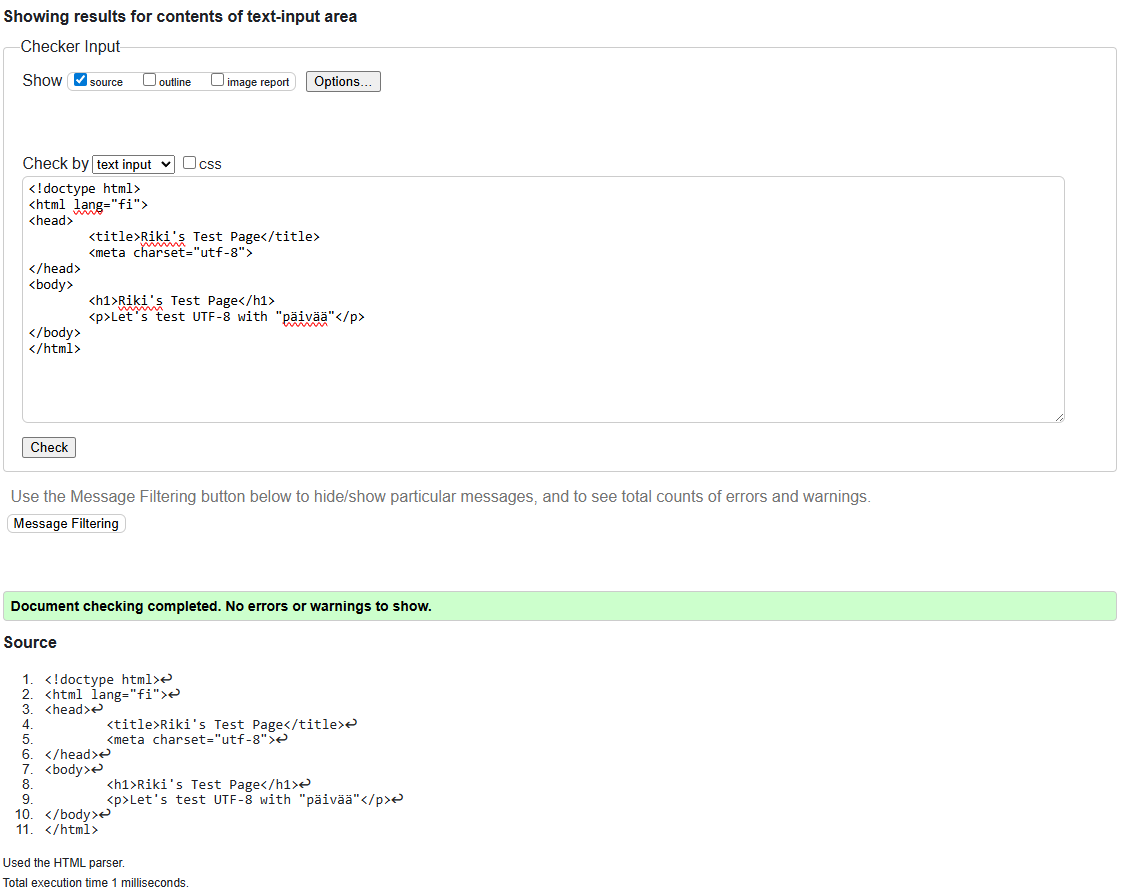 Showing results for contents of text-input area
Checker Input
Show source outline image report Options...
Check by text input css
<!doctype html>
<html lang="fi">
<head>
<title>Riki's Test Page</title>
<meta charset="utf-8">
</head>
<body>
<h1>Riki's Test Page</h1>
<p>Let's test UTF-8 with "päivää"</p>
</body>
</html>
Check
Use the Message Filtering button below to hide/show particular messages, and to see total counts of errors and warnings.
Message Filtering
Document checking completed. No errors or warnings to show.
Source
1. <!doctype html>↩
2. <html lang="fi">↩
3. <head>↩
4. <title>Riki's Test Page</title>↩
5. <meta charset="utf-8">↩
6. </head>↩
7. <body>↩
8. <h1>Riki's Test Page</h1>↩
9. <p>Let's test UTF-8 with "päivää"</p>↩
10. </body>↩
11. </html>
Used the HTML parser.
Total execution time 1 milliseconds.